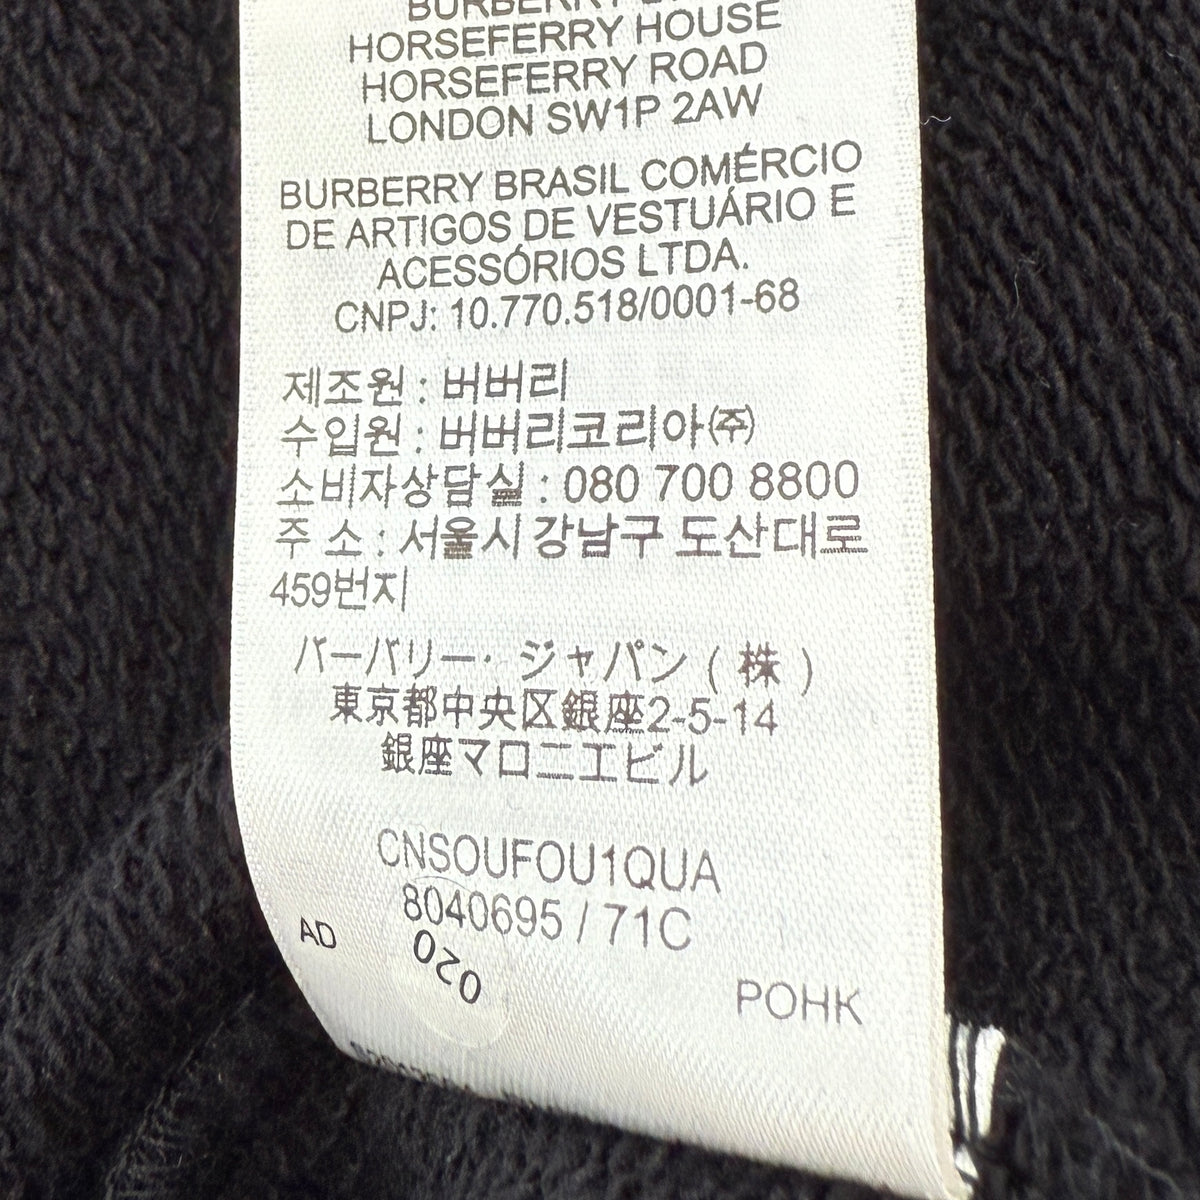 BURBERRY
HORSEFERRY HOUSE
HORSEFERRY ROAD
LONDON SW1P 2AW
BURBERRY BRASIL COMÉRCIO
DE ARTIGOS DE VESTUÁRIO E
ACESSÓRIOS LTDA.
CNPJ: 10.770.518/0001-68
제조원 : 버버리
수입원 : 버버리코리아㈜
소비자상담실 : 080 700 8800
주 소 : 서울시 강남구 도산대로
459번지
バーバリー・ジャパン ( 株 )
東京都中央区銀座2-5-14
銀座マロニエビル
CNSOUFOU1QUA
8040695 / 71C
AD
020
POHK